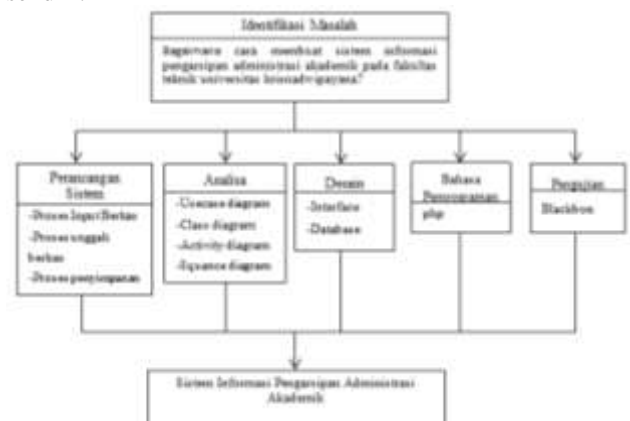 Identifikasi Masalah
Bagaimana cara membuat sistem informasi
pengarsipan administrasi akademik pada fakultas
teknik universitas krisnadwipayana?
Perancangan
Sistem
-Proses Input Berkas
-Proses unggah
berkas
-Proses penyimpanan
Analisa
-Usecase diagram
-Class diagram
-Activity diagram
-Squance diagram
Desain
-Interface
-Database
Bahasa
Pemrograman
php
Pengujian
Blackbox
Sistem Informasi Pengarsipan Administrasi
Akademik